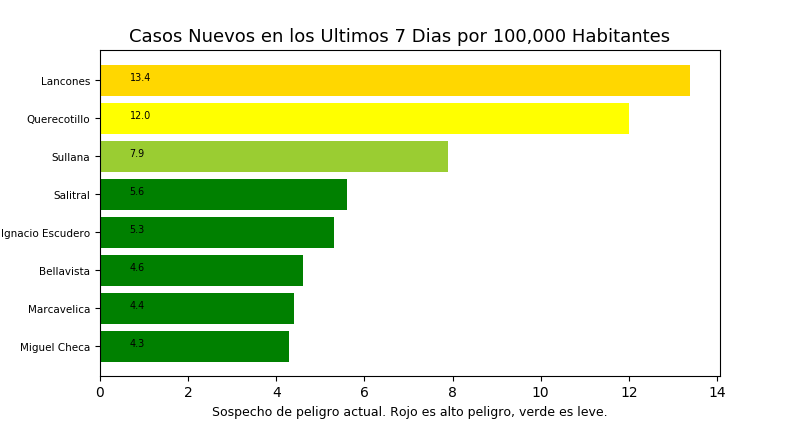 Casos Nuevos en los Ultimos 7 Dias por 100,000 Habitantes
Lancones 13.4
Querecotillo 12.0
Sullana 7.9
Salitral 5.6
Ignacio Escudero 5.3
Bellavista 4.6
Marcavelica 4.4
Miguel Checa 4.3
0 2 4 6 8 10 12 14
Sospecho de peligro actual. Rojo es alto peligro, verde es leve.